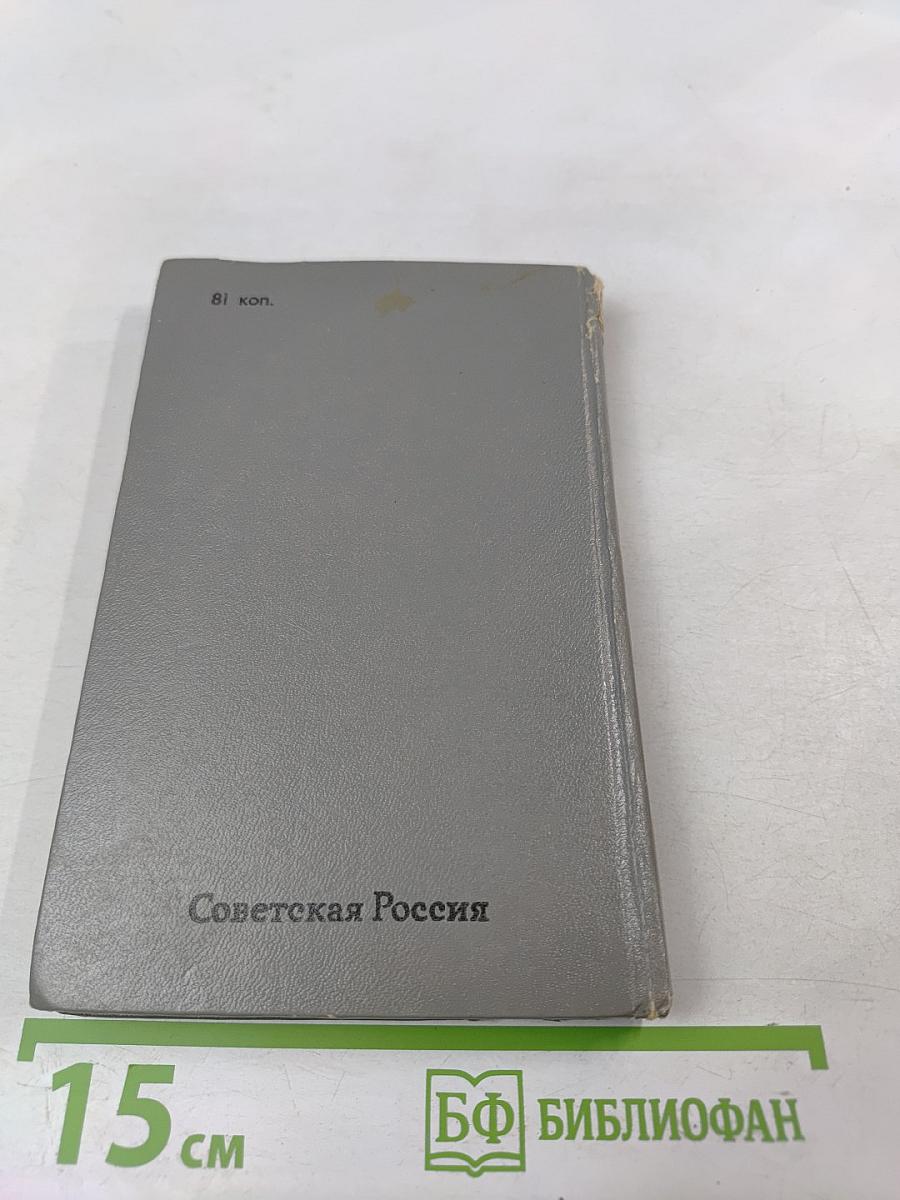 81 коп.
Советская Россия
15 см
БФ БИБЛИОФАН